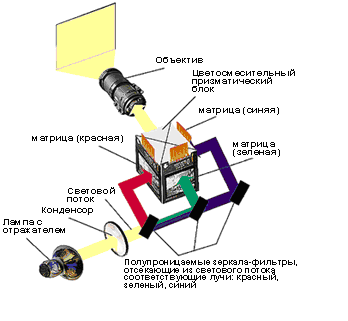 Объектив
Цветосмесительный
призматический
блок
матрица (синяя)
матрица (красная)
матрица
(зеленая)
Световой
поток
Конденсор
Лампа с
отражателем
Полупроницаемые зеркала-фильтры,
отсекающие из светового потока
соответствующие лучи: красный,
зеленый, синий